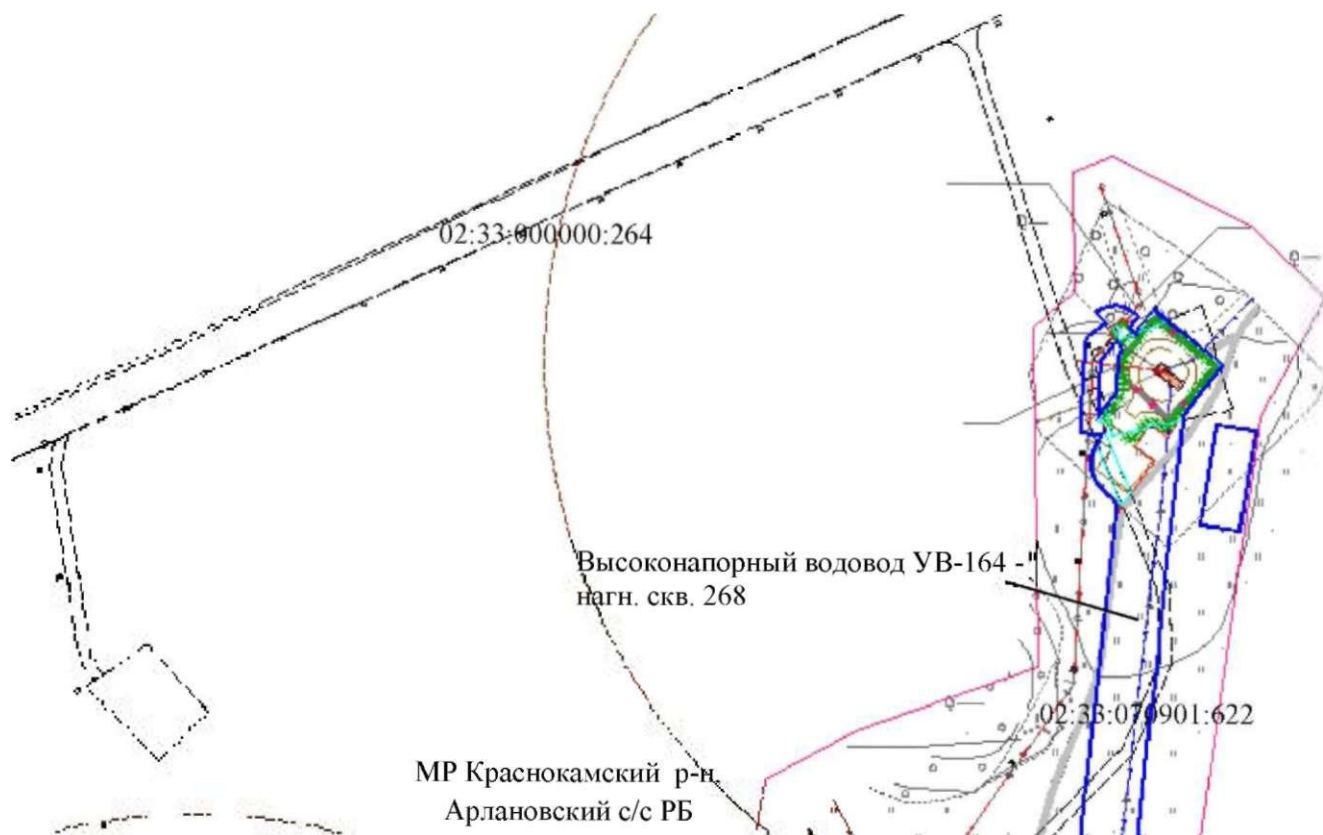 02:33:000000:264
Высоконапорный водовод УВ-164 -
нагн. скв. 268
02:33:070901:622
МР Краснокамский р-н.
Арлановский с/с РБ